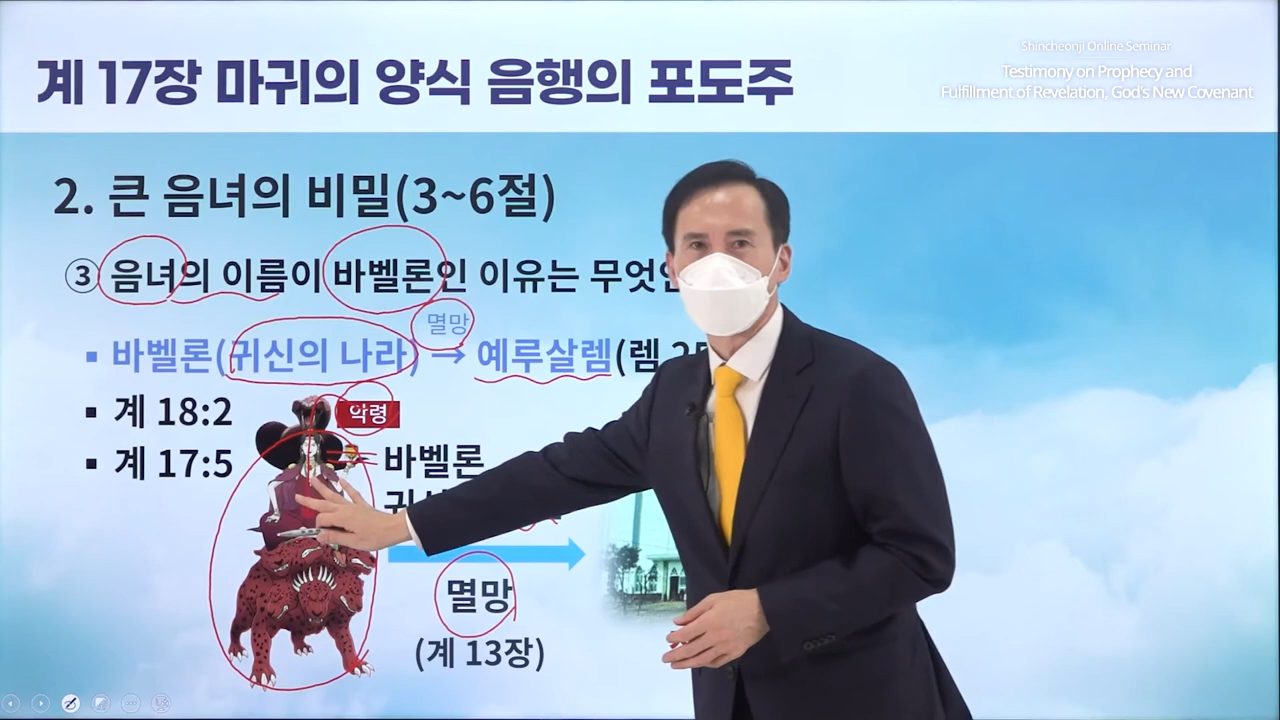 계 17장 마귀의 양식 음행의 포도주
Shincheonji Online Seminar
Testimony on Prophecy and
Fulfillment of Revelation, God's New Covenant
2. 큰 음녀의 비밀(3~6절)
③ 음녀의 이름이 바벨론인 이유는
멸망
바벨론(귀신의 나라) → 예루살렘(렘
계 18:2
악령
계 17:5
바벨론
멸망
(계 13장)